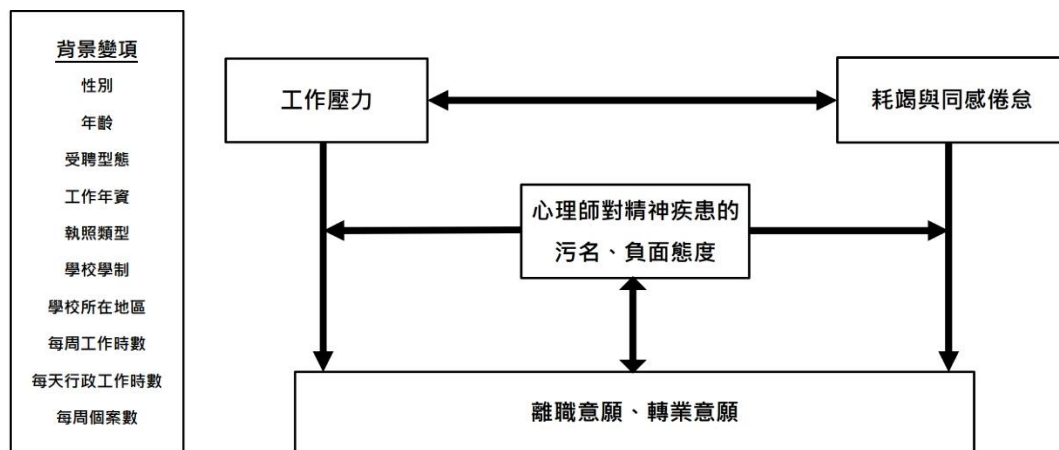 背景變項
性別
年齡
受聘型態
工作年資
執照類型
學校學制
學校所在地區
每周工作時數
每天行政工作時數
每周個案數
工作壓力
耗竭與同感倦怠
心理師對精神疾患的
污名、負面態度
離職意願、轉業意願